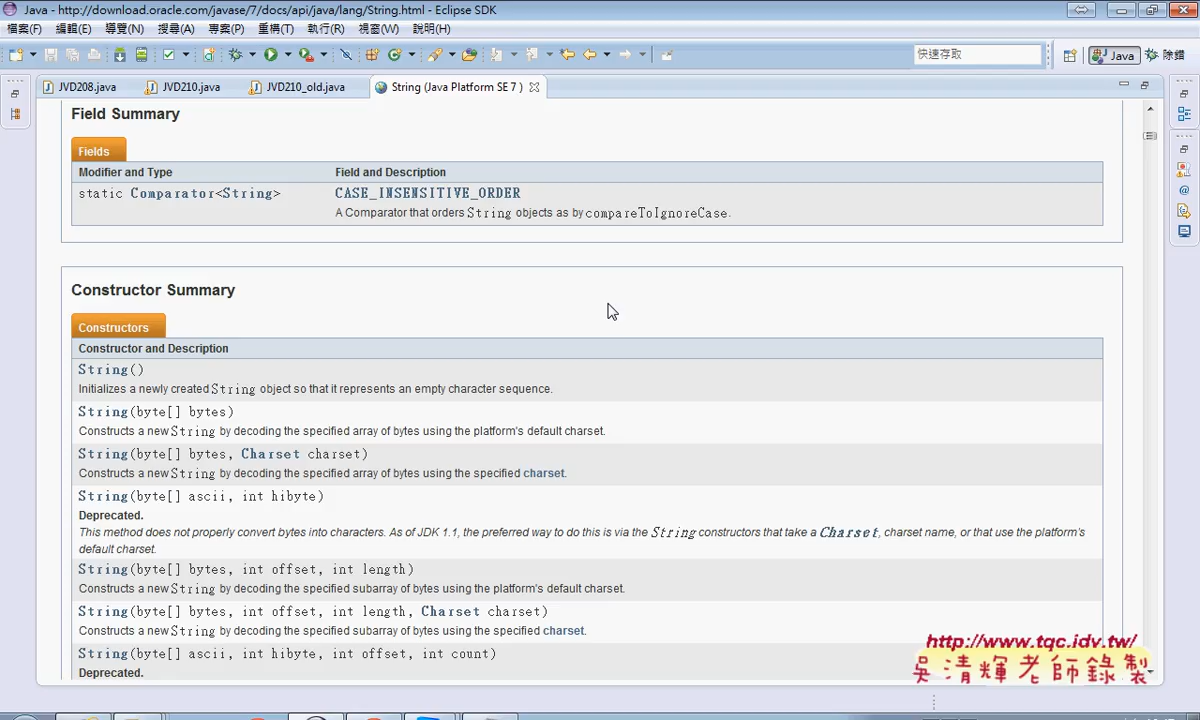 Java - http://download.oracle.com/javase/7/docs/api/java/lang/String.html - Eclipse SDK
檔案(F) 編輯(E) 導覽(N) 搜尋(A) 專案(P) 重構(T) 執行(R) 視窗(W) 說明(H)
快速存取 Java 除錯
JVD208.java JVD210.java JVD210_old.java String (Java Platform SE 7 )
Field Summary
Fields
Modifier and Type Field and Description
static Comparator<String> CASE_INSENSITIVE_ORDER
A Comparator that orders String objects as by compareToIgnoreCase.
Constructor Summary
Constructors
Constructor and Description
String()
Initializes a newly created String object so that it represents an empty character sequence.
String(byte[] bytes)
Constructs a new String by decoding the specified array of bytes using the platform's default charset.
String(byte[] bytes, Charset charset)
Constructs a new String by decoding the specified array of bytes using the specified charset.
String(byte[] ascii, int hibyte)
Deprecated.
This method does not properly convert bytes into characters. As of JDK 1.1, the preferred way to do this is via the String constructors that take a Charset, charset name, or that use the platform's
default charset.
String(byte[] bytes, int offset, int length)
Constructs a new String by decoding the specified subarray of bytes using the platform's default charset.
String(byte[] bytes, int offset, int length, Charset charset)
Constructs a new String by decoding the specified subarray of bytes using the specified charset.
String(byte[] ascii, int hibyte, int offset, int count)
Deprecated.
http://www.tqc.idv.tw/
吳清輝老師錄製